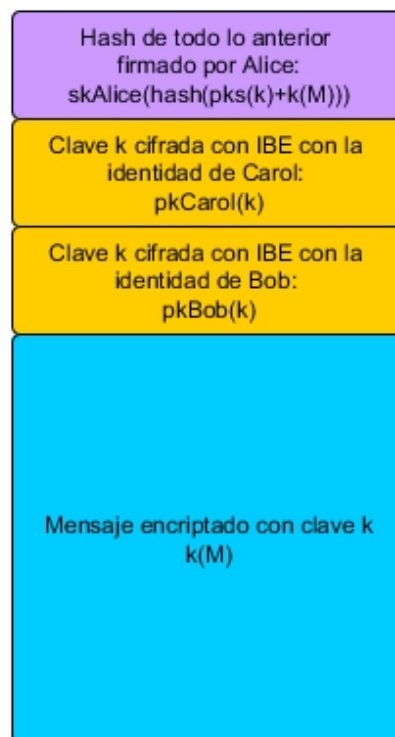 Hash de todo lo anterior
firmado por Alice:
skAlice(hash(pks(k)+k(M)))
Clave k cifrada con IBE con la
identidad de Carol:
pkCarol(k)
Clave k cifrada con IBE con la
identidad de Bob:
pkBob(k)
Mensaje encriptado con clave k
k(M)